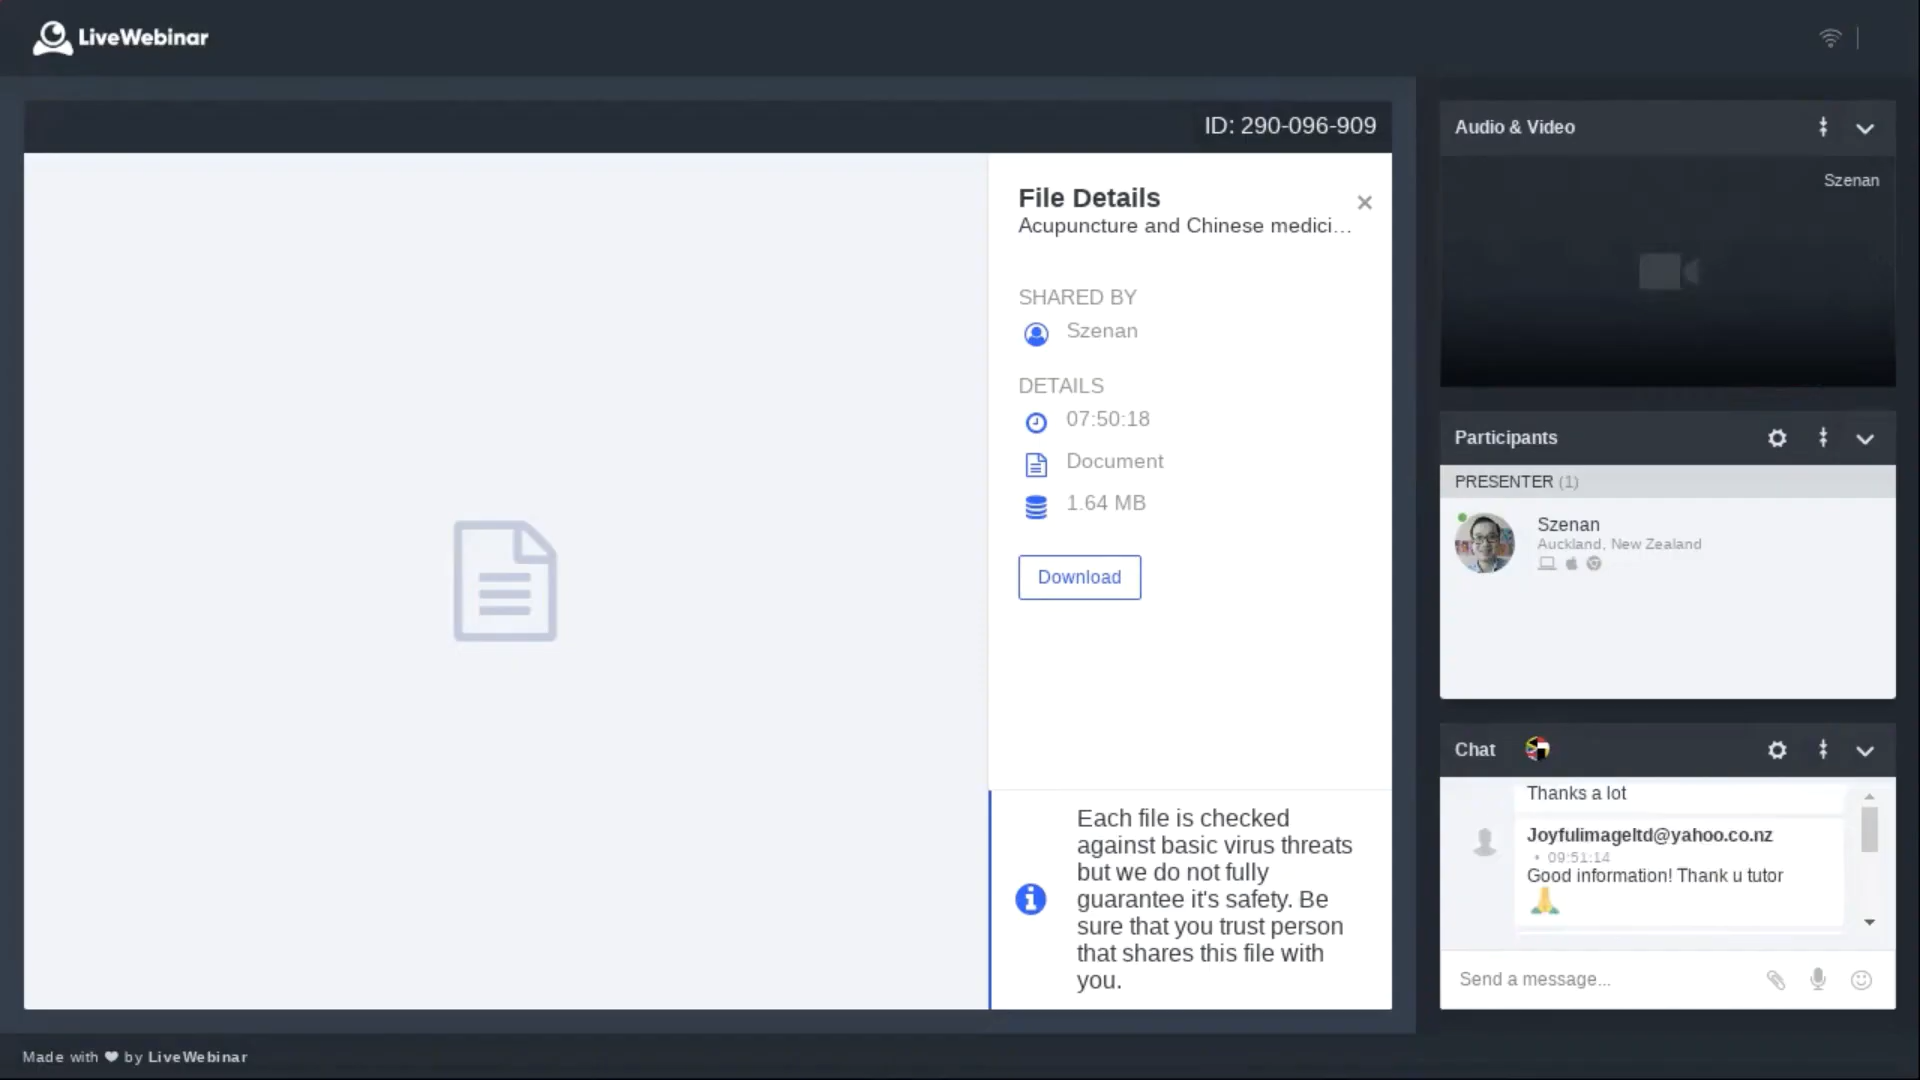 LiveWebinar
ID: 290-096-909
File Details
Acupuncture and Chinese medici...
SHARED BY
Szenan
DETAILS
07:50:18
Document
1.64 MB
Download
Each file is checked
against basic virus threats
but we do not fully
guarantee it's safety. Be
sure that you trust person
that shares this file with
you.
Audio & Video
Szenan
Participants
PRESENTER (1)
Szenan
Auckland, New Zealand
Chat
Thanks a lot
Joyfulimageltd@yahoo.co.nz
• 09:51:14
Good information! Thank u tutor
🙏
Send a message...
Made with ❤ by LiveWebinar